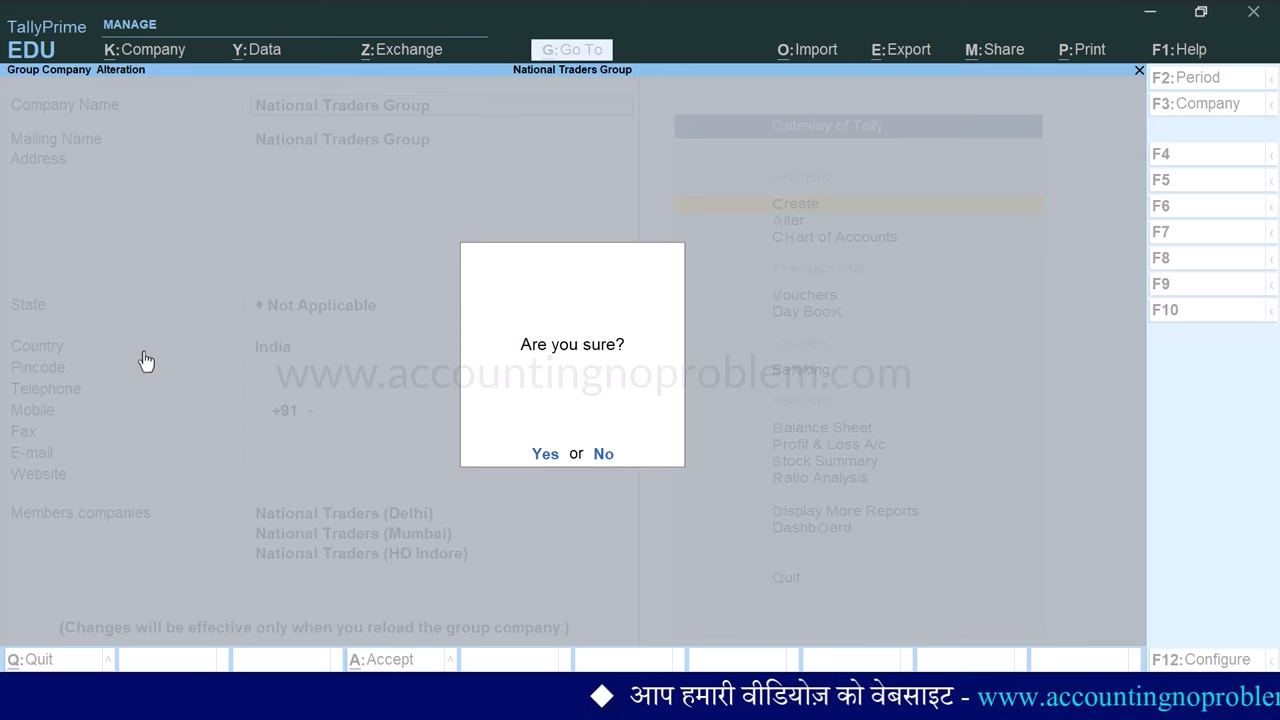 TallyPrime
EDU
MANAGE
K:Company
Y:Data
Z:Exchange
G:Go To
O:Import
E:Export
M:Share
P:Print
F1:Help
Group Company Alteration
National Traders Group
Company Name : National Traders Group
Mailing Name : National Traders Group
Address :
State : ♦ Not Applicable
Country : India
Pincode :
Telephone :
Mobile : +91 -
Fax :
E-mail :
Website :
Members companies : National Traders (Delhi)
National Traders (Mumbai)
National Traders (HO Indore)
(Changes will be effective only when you reload the group company.)
Are you sure?
Yes or No
www.accountingnoproblem.com
Gateway of Tally
MASTERS
Create
Alter
CHart of Accounts
TRANSACTIONS
Vouchers
Day BooK
UTILITIES
BaNking
REPORTS
Balance Sheet
Profit & Loss A/c
Stock Summary
Ratio Analysis
Display More Reports
DashbOard
Quit
F2:Period
F3:Company
F4
F5
F6
F7
F8
F9
F10
Q:Quit
A:Accept
F12:Configure
◆ आप हमारी वीडियोज़ को वेबसाइट - www.accountingnoproblem